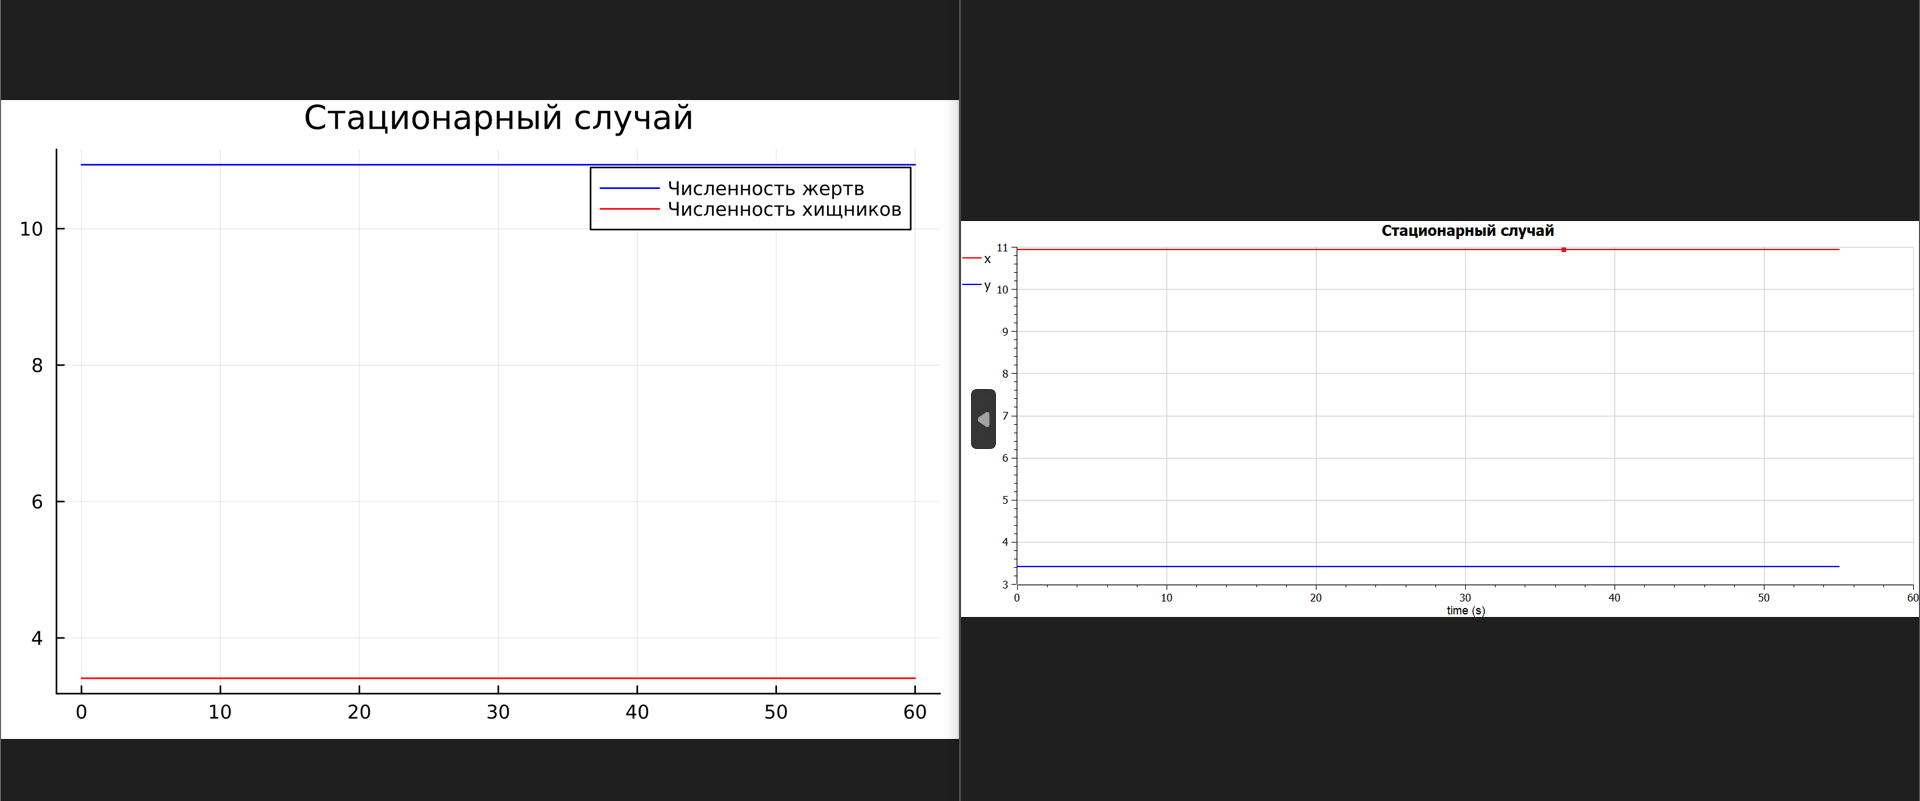 Стационарный случай
Численность жертв
Численность хищников
10
8
6
4
0 10 20 30 40 50 60
Стационарный случай
x
y
11
10
9
8
7
6
5
4
3
0 10 20 30 40 50 60
time (s)